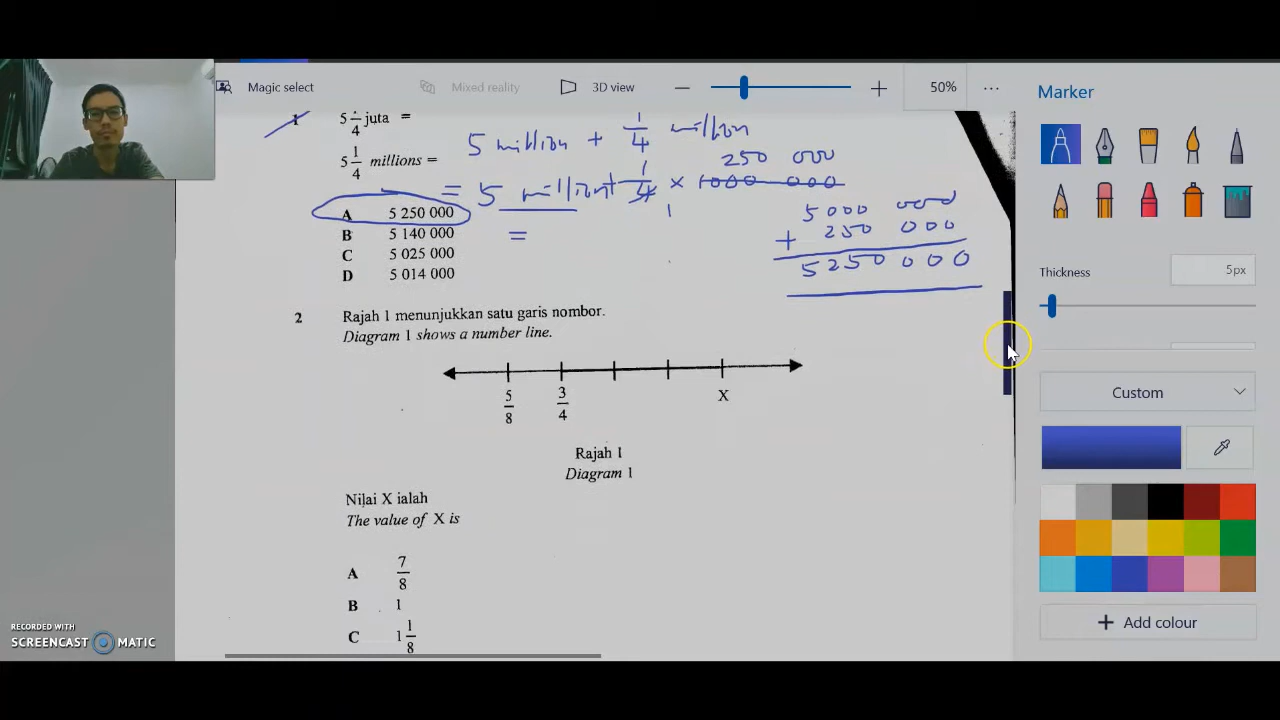 Magic select
Mixed reality
3D view
50%
Marker
1 5 1/4 juta =
5 1/4 millions =
5 million + 1/4 million
250 000
= 5 million + 1/4 × 1000 000
1
=
5000 000
+ 250 000
5250 000
A 5 250 000
B 5 140 000
C 5 025 000
D 5 014 000
2 Rajah 1 menunjukkan satu garis nombor.
Diagram 1 shows a number line.
5/8 3/4 X
Rajah 1
Diagram 1
Nilai X ialah
The value of X is
A 7/8
B 1
C 1 1/8
Thickness
5px
Custom
+ Add colour
RECORDED WITH
SCREENCAST MATIC